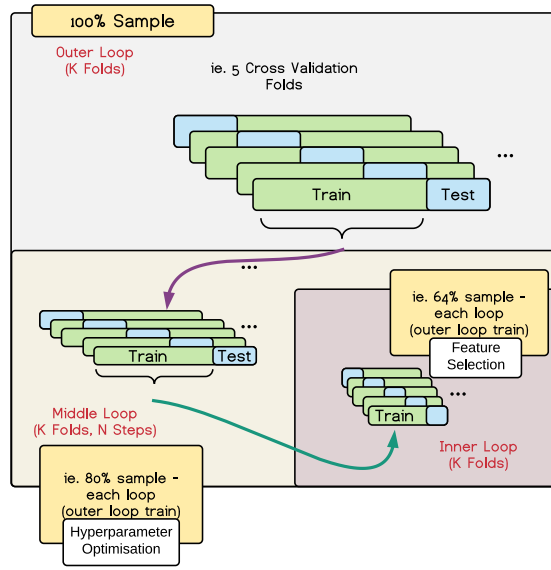 100% Sample
Outer Loop
(K Folds)
ie. 5 Cross Validation
Folds
...
Train
Test
...
ie. 64% sample -
each loop
(outer loop train)
Feature
Selection
...
Train
Test
...
Train
Middle Loop
(K Folds, N Steps)
Inner Loop
(K Folds)
ie. 80% sample -
each loop
(outer loop train)
Hyperparameter
Optimisation